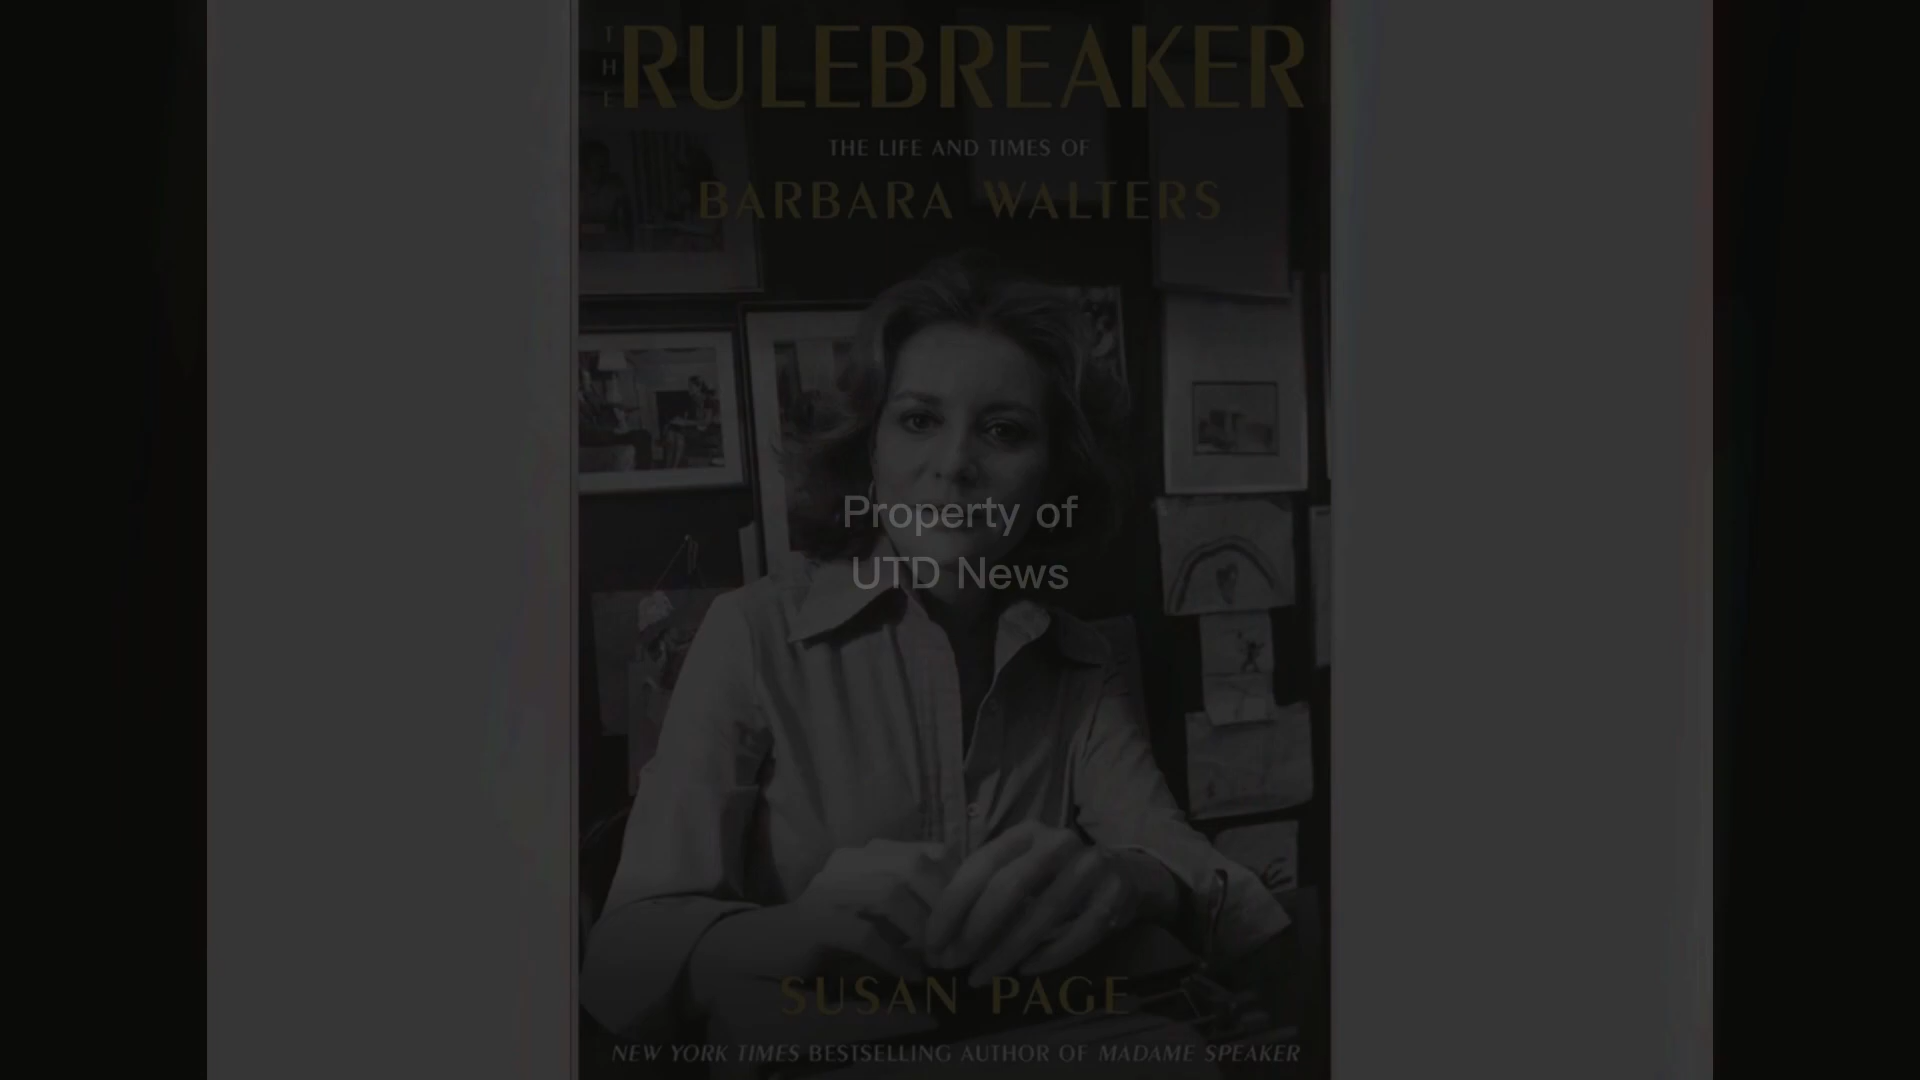 THE RULEBREAKER
THE LIFE AND TIMES OF
BARBARA WALTERS
Property of
UTD News
SUSAN PAGE
NEW YORK TIMES BESTSELLING AUTHOR OF MADAME SPEAKER